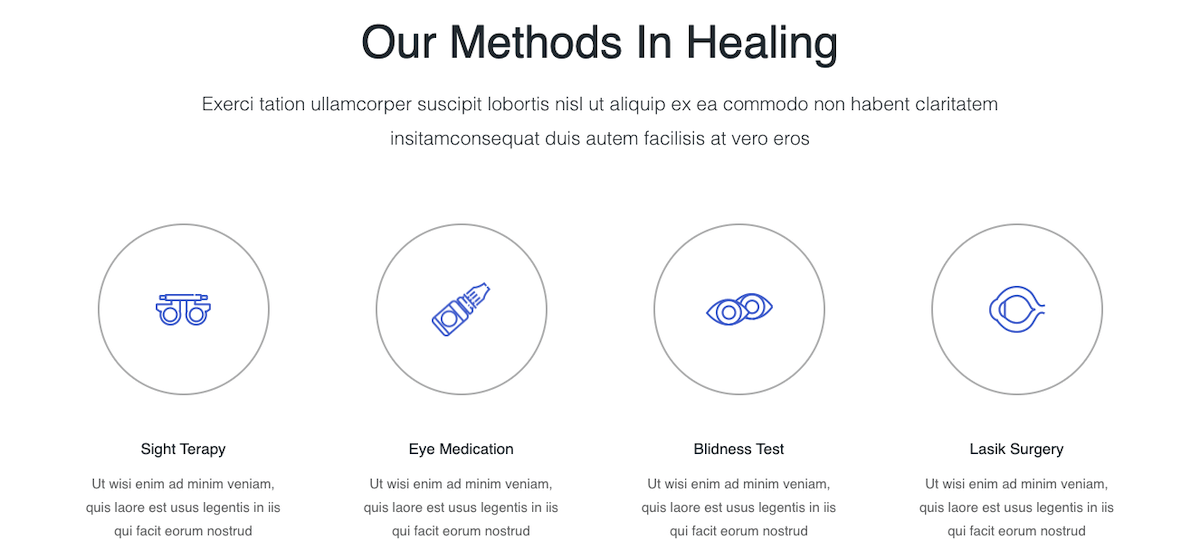 Our Methods In Healing
Exerci tation ullamcorper suscipit lobortis nisl ut aliquip ex ea commodo non habent claritatem
insitamconsequat duis autem facilisis at vero eros
Sight Terapy
Ut wisi enim ad minim veniam,
quis laore est usus legentis in iis
qui facit eorum nostrud
Eye Medication
Ut wisi enim ad minim veniam,
quis laore est usus legentis in iis
qui facit eorum nostrud
Blidness Test
Ut wisi enim ad minim veniam,
quis laore est usus legentis in iis
qui facit eorum nostrud
Lasik Surgery
Ut wisi enim ad minim veniam,
quis laore est usus legentis in iis
qui facit eorum nostrud